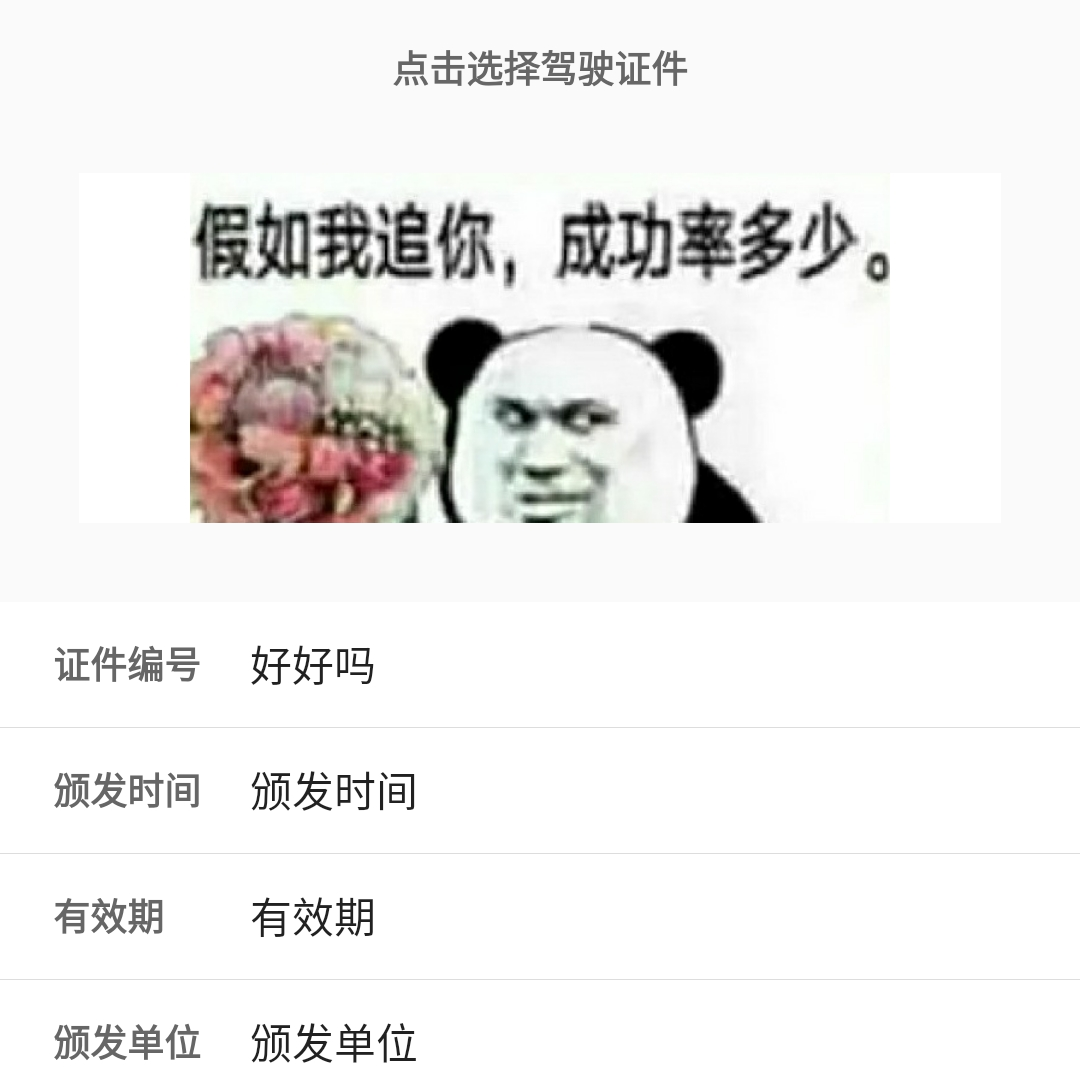 点击选择驾驶证件
假如我追你，成功率多少。
证件编号 好好吗
颁发时间 颁发时间
有效期 有效期
颁发单位 颁发单位